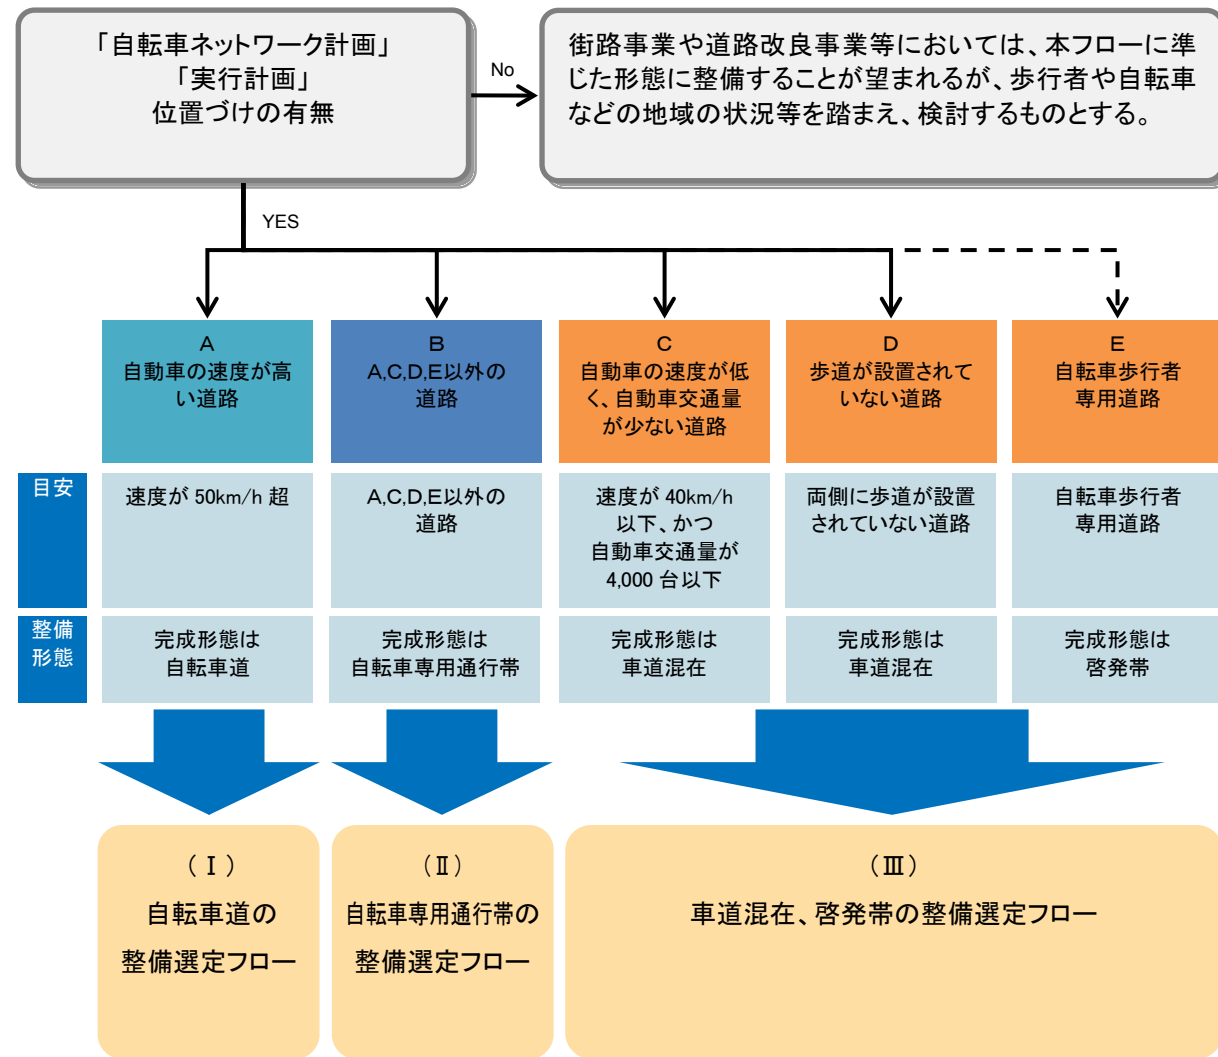 「自転車ネットワーク計画」
「実行計画」
位置づけの有無
No
街路事業や道路改良事業等においては、本フローに準
じた形態に整備することが望まれるが、歩行者や自転車
などの地域の状況等を踏まえ、検討するものとする。
YES
A
自動車の速度が高
い道路
B
A,C,D,E以外の
道路
C
自動車の速度が低
く、自動車交通量
が少ない道路
D
歩道が設置されて
いない道路
E
自転車歩行者
専用道路
目安
速度が 50km/h 超
A,C,D,E以外の
道路
速度が 40km/h
以下、かつ
自動車交通量が
4,000 台以下
両側に歩道が設置
されていない道路
自転車歩行者
専用道路
整備
形態
完成形態は
自転車道
完成形態は
自転車専用通行帯
完成形態は
車道混在
完成形態は
車道混在
完成形態は
啓発帯
(Ⅰ)
自転車道の
整備選定フロー
(Ⅱ)
自転車専用通行帯の
整備選定フロー
(Ⅲ)
車道混在、啓発帯の整備選定フロー